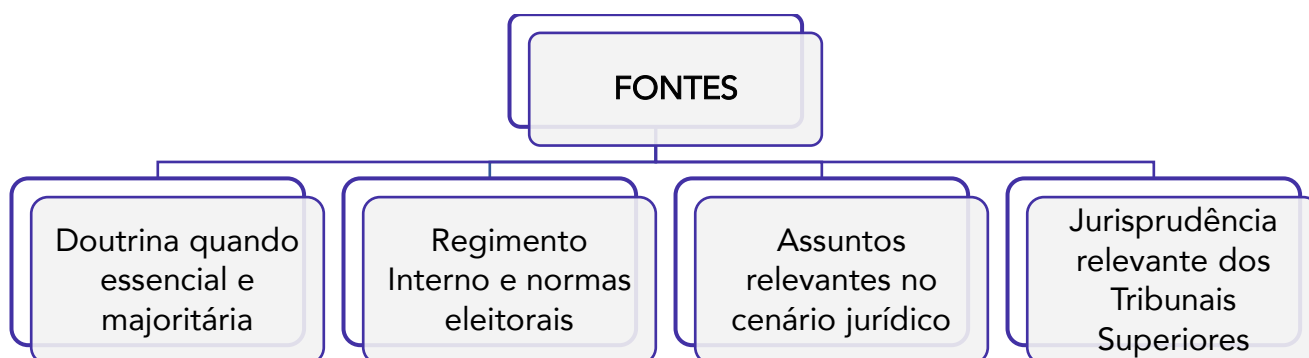 FONTES
Doutrina quando
essencial e
majoritária
Regimento
Interno e normas
eleitorais
Assuntos
relevantes no
cenário jurídico
Jurisprudência
relevante dos
Tribunais
Superiores